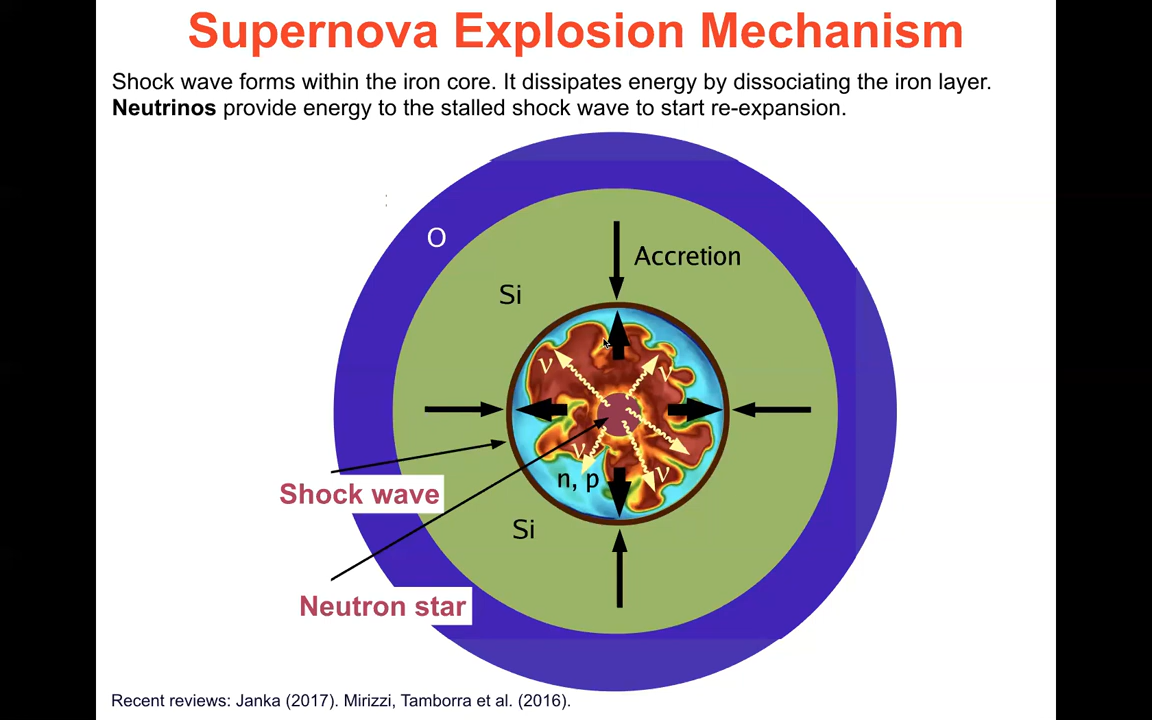 Supernova Explosion Mechanism
Shock wave forms within the iron core. It dissipates energy by dissociating the iron layer.
Neutrinos provide energy to the stalled shock wave to start re-expansion.
O
Accretion
Si
ν
ν
ν
ν
n, p
Shock wave
Si
Neutron star
Recent reviews: Janka (2017). Mirizzi, Tamborra et al. (2016).